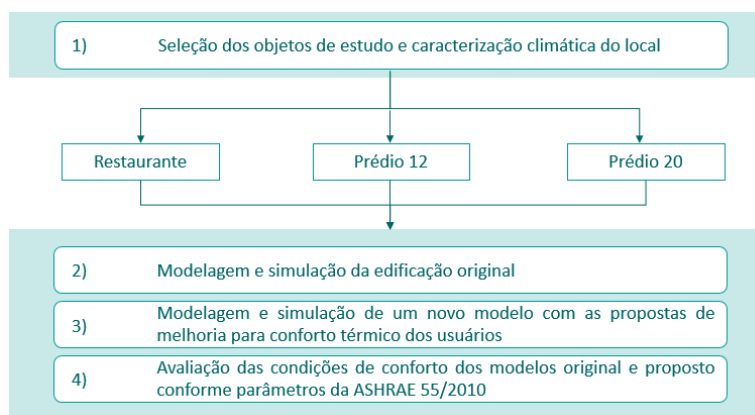 1) Seleção dos objetos de estudo e caracterização climática do local
Restaurante
Prédio 12
Prédio 20
2) Modelagem e simulação da edificação original
3) Modelagem e simulação de um novo modelo com as propostas de
melhoria para conforto térmico dos usuários
4) Avaliação das condições de conforto dos modelos original e proposto
conforme parâmetros da ASHRAE 55/2010